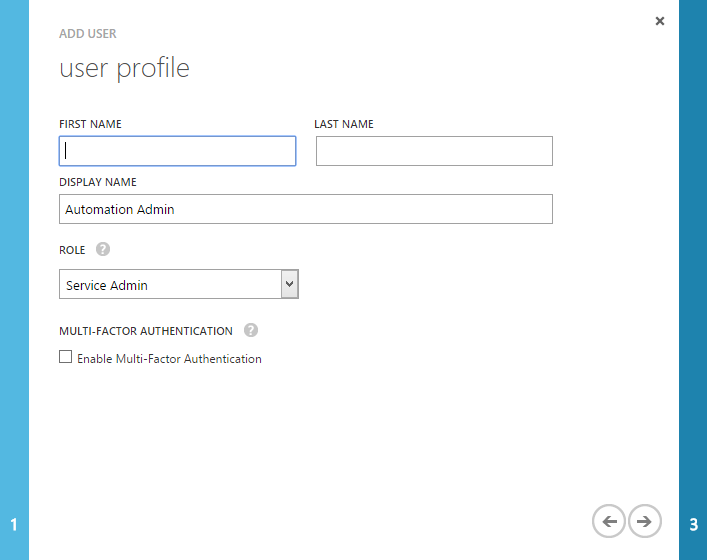 ADD USER
user profile
FIRST NAME
LAST NAME
DISPLAY NAME
Automation Admin
ROLE ?
Service Admin
MULTI-FACTOR AUTHENTICATION ?
Enable Multi-Factor Authentication
1
3